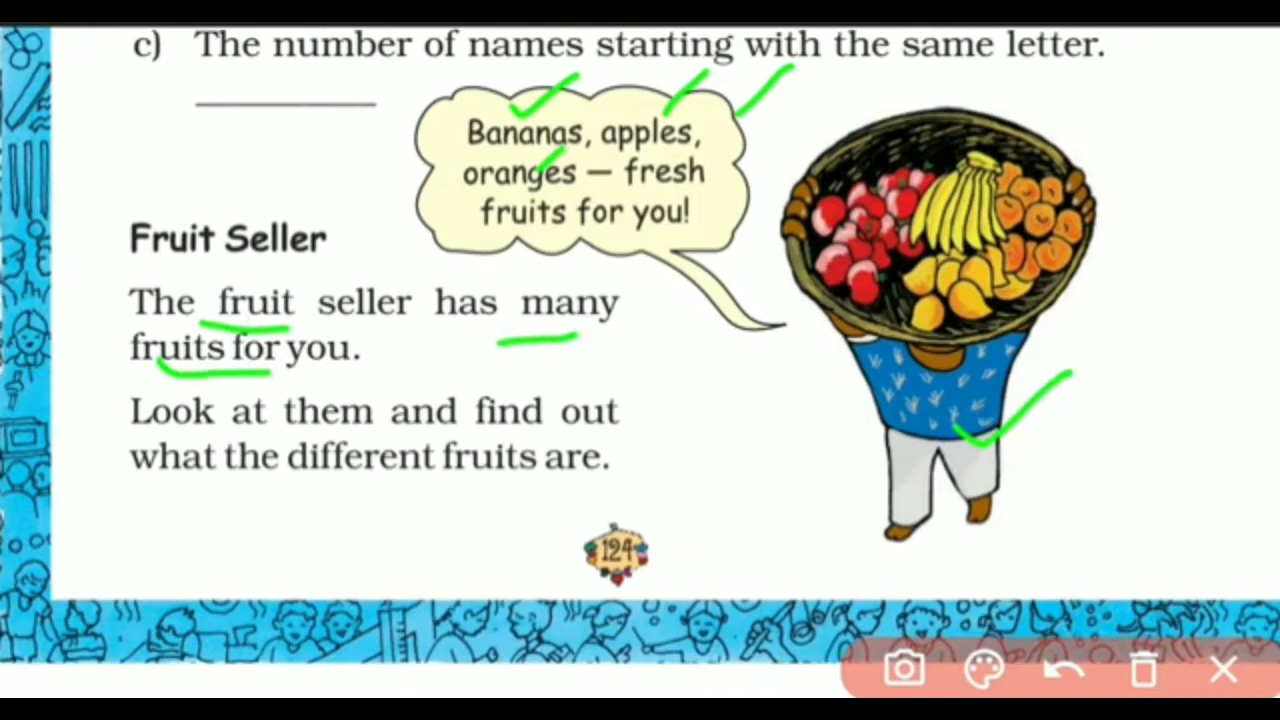 c) The number of names starting with the same letter.
Bananas, apples,
oranges – fresh
fruits for you!
Fruit Seller
The fruit seller has many
fruits for you.
Look at them and find out
what the different fruits are.
124